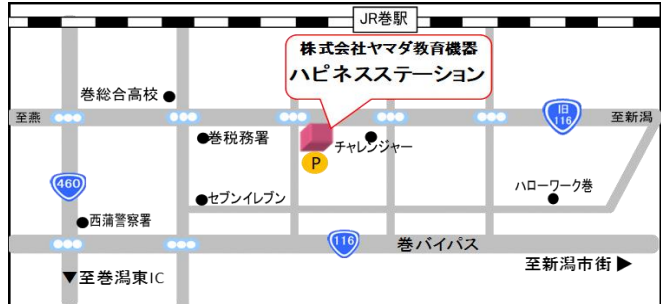 JR巻駅
株式会社ヤマダ教育機器
ハピネスステーション
巻総合高校
至燕
旧
116
至新潟
巻税務署
チャレンジャー
P
460
セブンイレブン
ハローワーク巻
西蒲警察署
116
巻バイパス
至新潟市街▶
▼至巻潟東IC